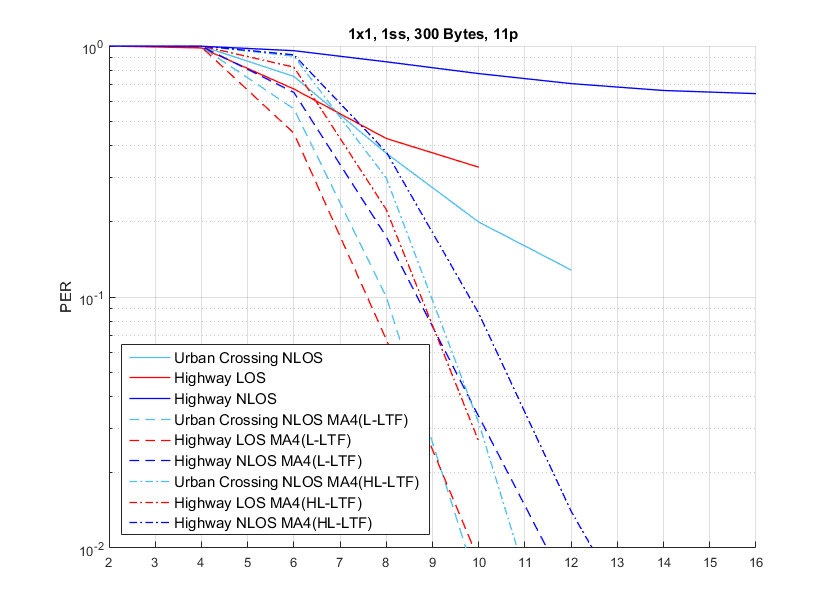 1x1, 1ss, 300 Bytes, 11p
10^0
10^-1
10^-2
PER
Urban Crossing NLOS
Highway LOS
Highway NLOS
Urban Crossing NLOS MA4(L-LTF)
Highway LOS MA4(L-LTF)
Highway NLOS MA4(L-LTF)
Urban Crossing NLOS MA4(HL-LTF)
Highway LOS MA4(HL-LTF)
Highway NLOS MA4(HL-LTF)
2 3 4 5 6 7 8 9 10 11 12 13 14 15 16